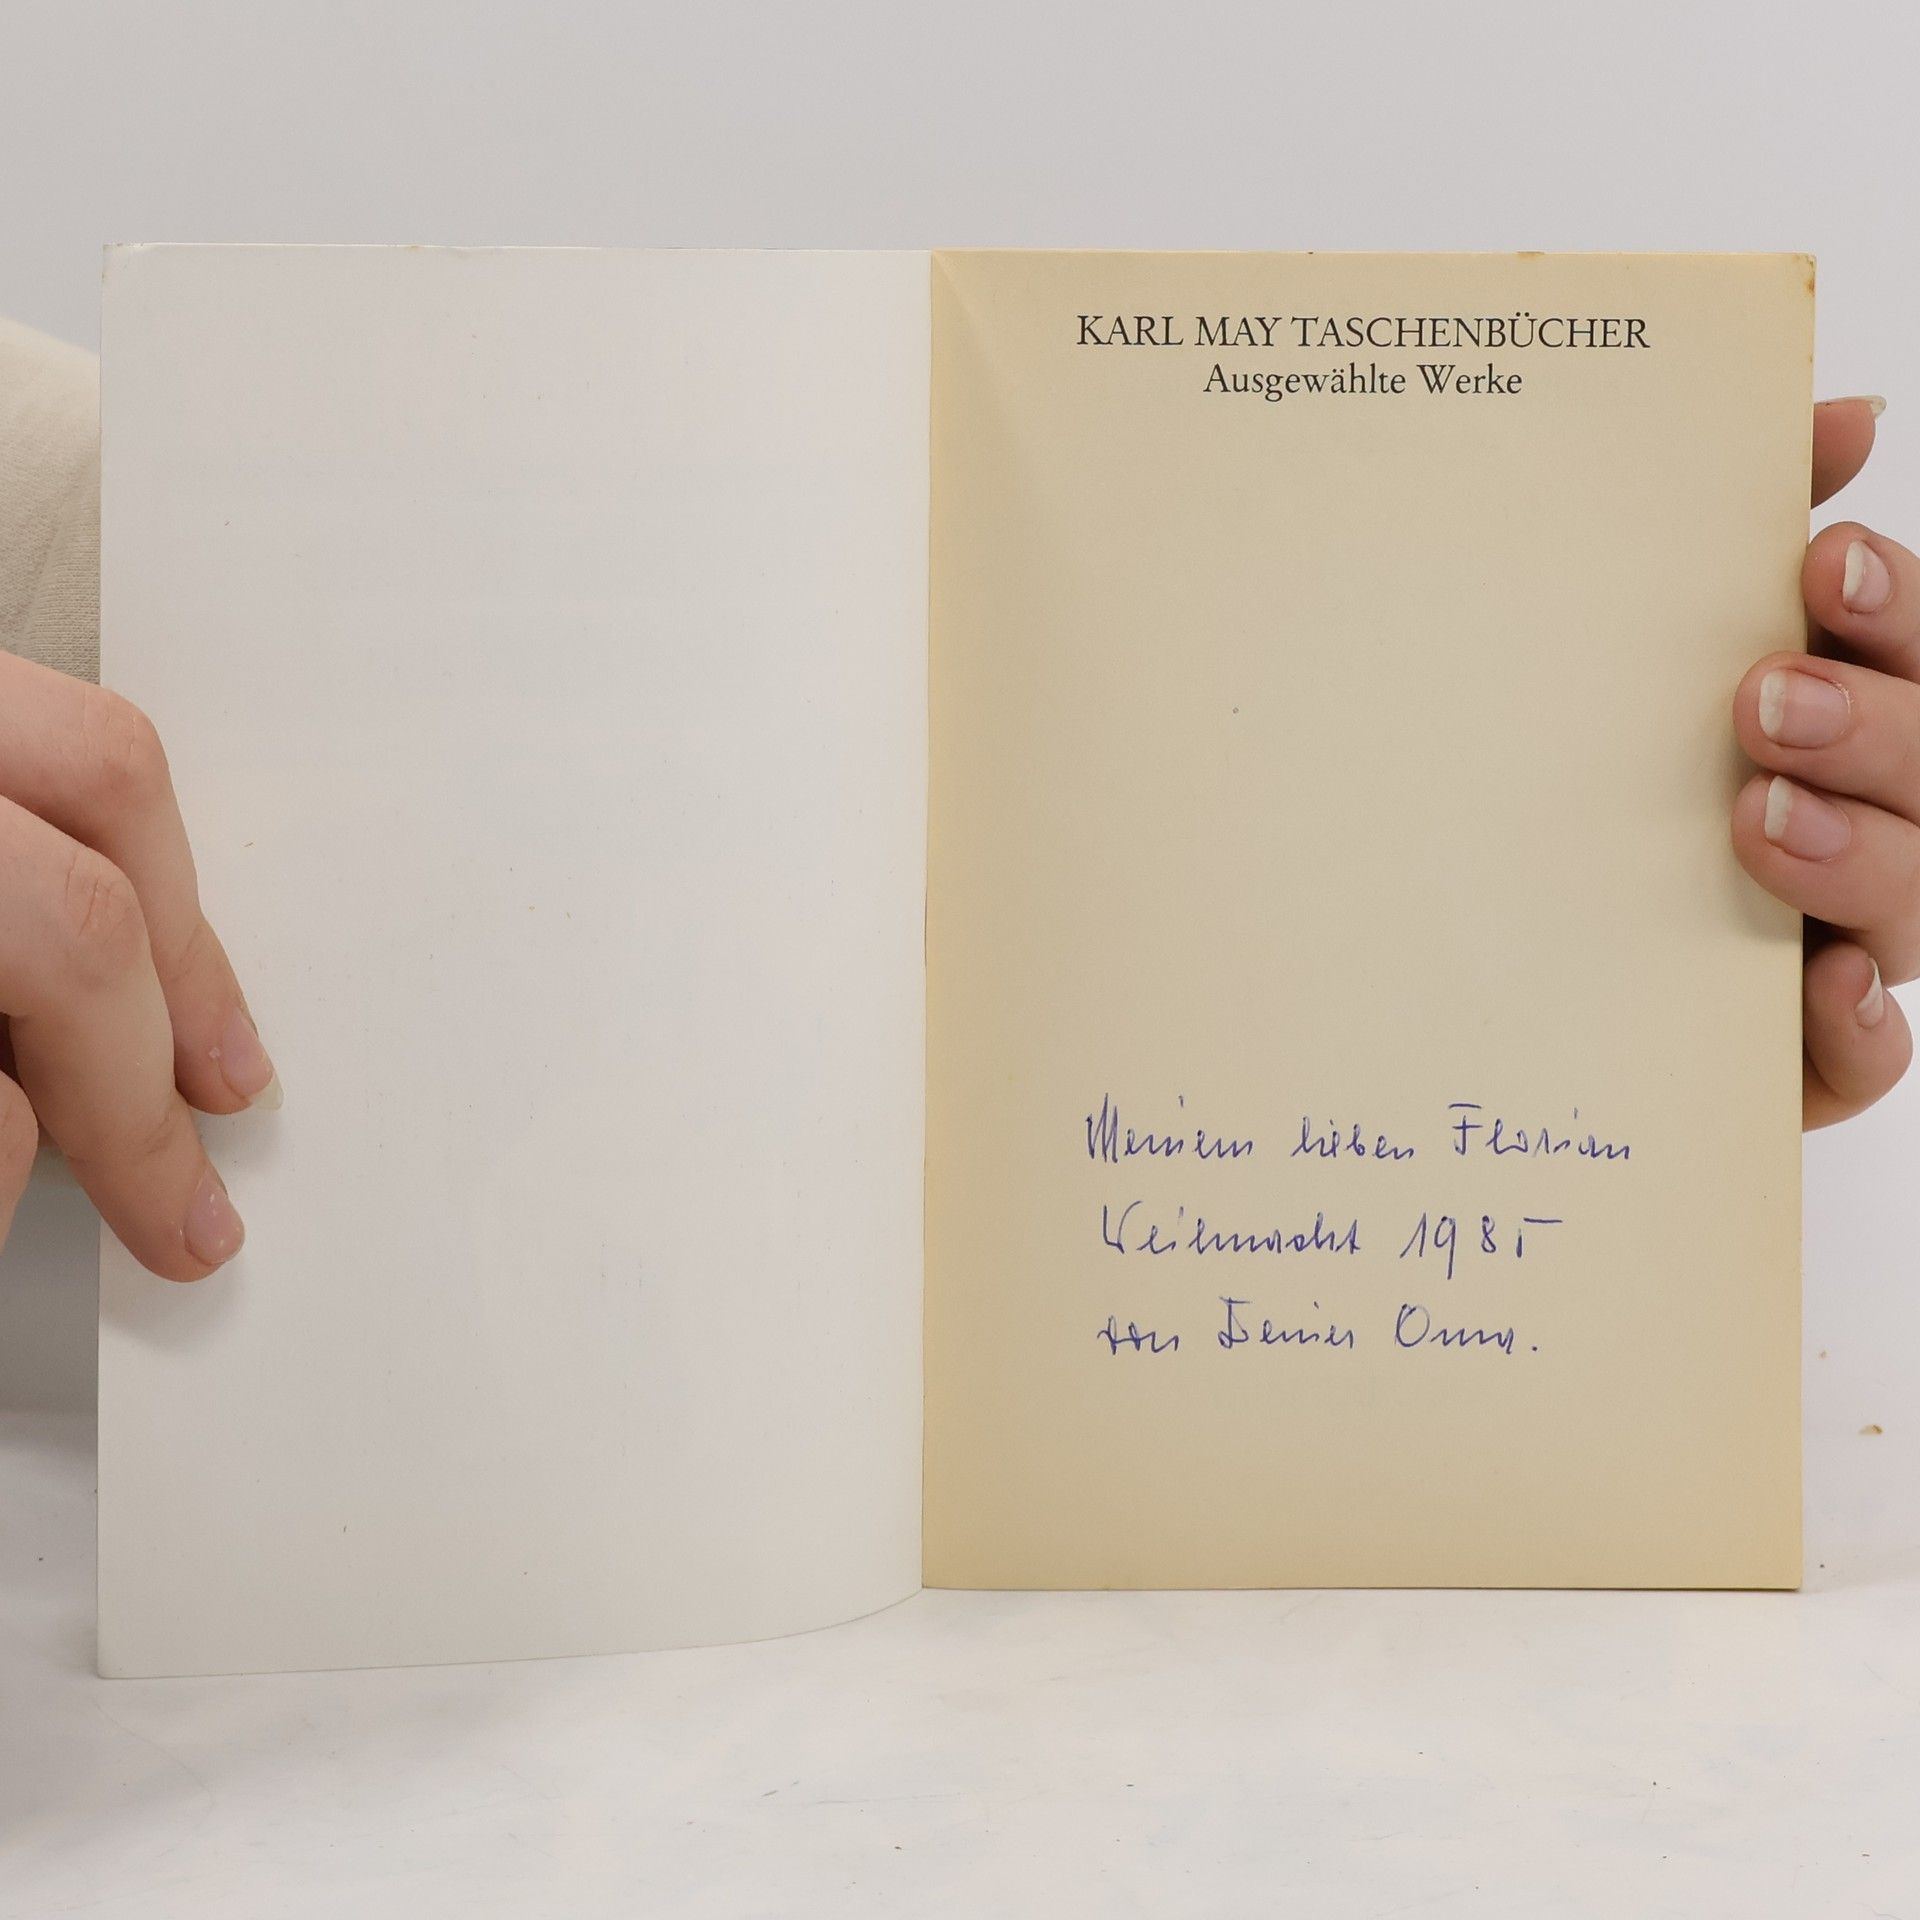 KARL MAY TASCHENBÜCHER
Ausgewählte Werke
Meinem lieben Florian
Weihnacht 1985
von Deiner Oma.